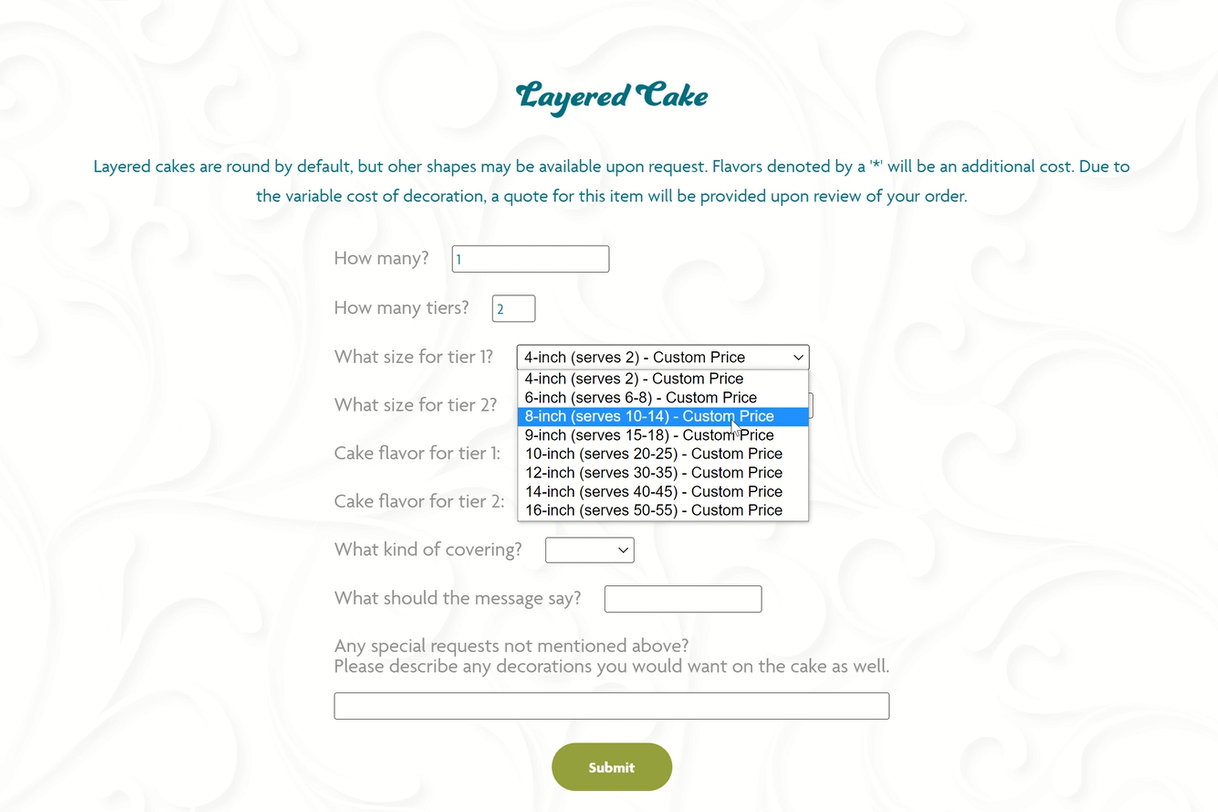 Layered Cake
Layered cakes are round by default, but oher shapes may be available upon request. Flavors denoted by a '*' will be an additional cost. Due to
the variable cost of decoration, a quote for this item will be provided upon review of your order.
How many? 1
How many tiers? 2
What size for tier 1? 4-inch (serves 2) - Custom Price
4-inch (serves 2) - Custom Price
6-inch (serves 6-8) - Custom Price
What size for tier 2? 8-inch (serves 10-14) - Custom Price
9-inch (serves 15-18) - Custom Price
Cake flavor for tier 1: 10-inch (serves 20-25) - Custom Price
12-inch (serves 30-35) - Custom Price
Cake flavor for tier 2: 14-inch (serves 40-45) - Custom Price
16-inch (serves 50-55) - Custom Price
What kind of covering?
What should the message say?
Any special requests not mentioned above?
Please describe any decorations you would want on the cake as well.
Submit